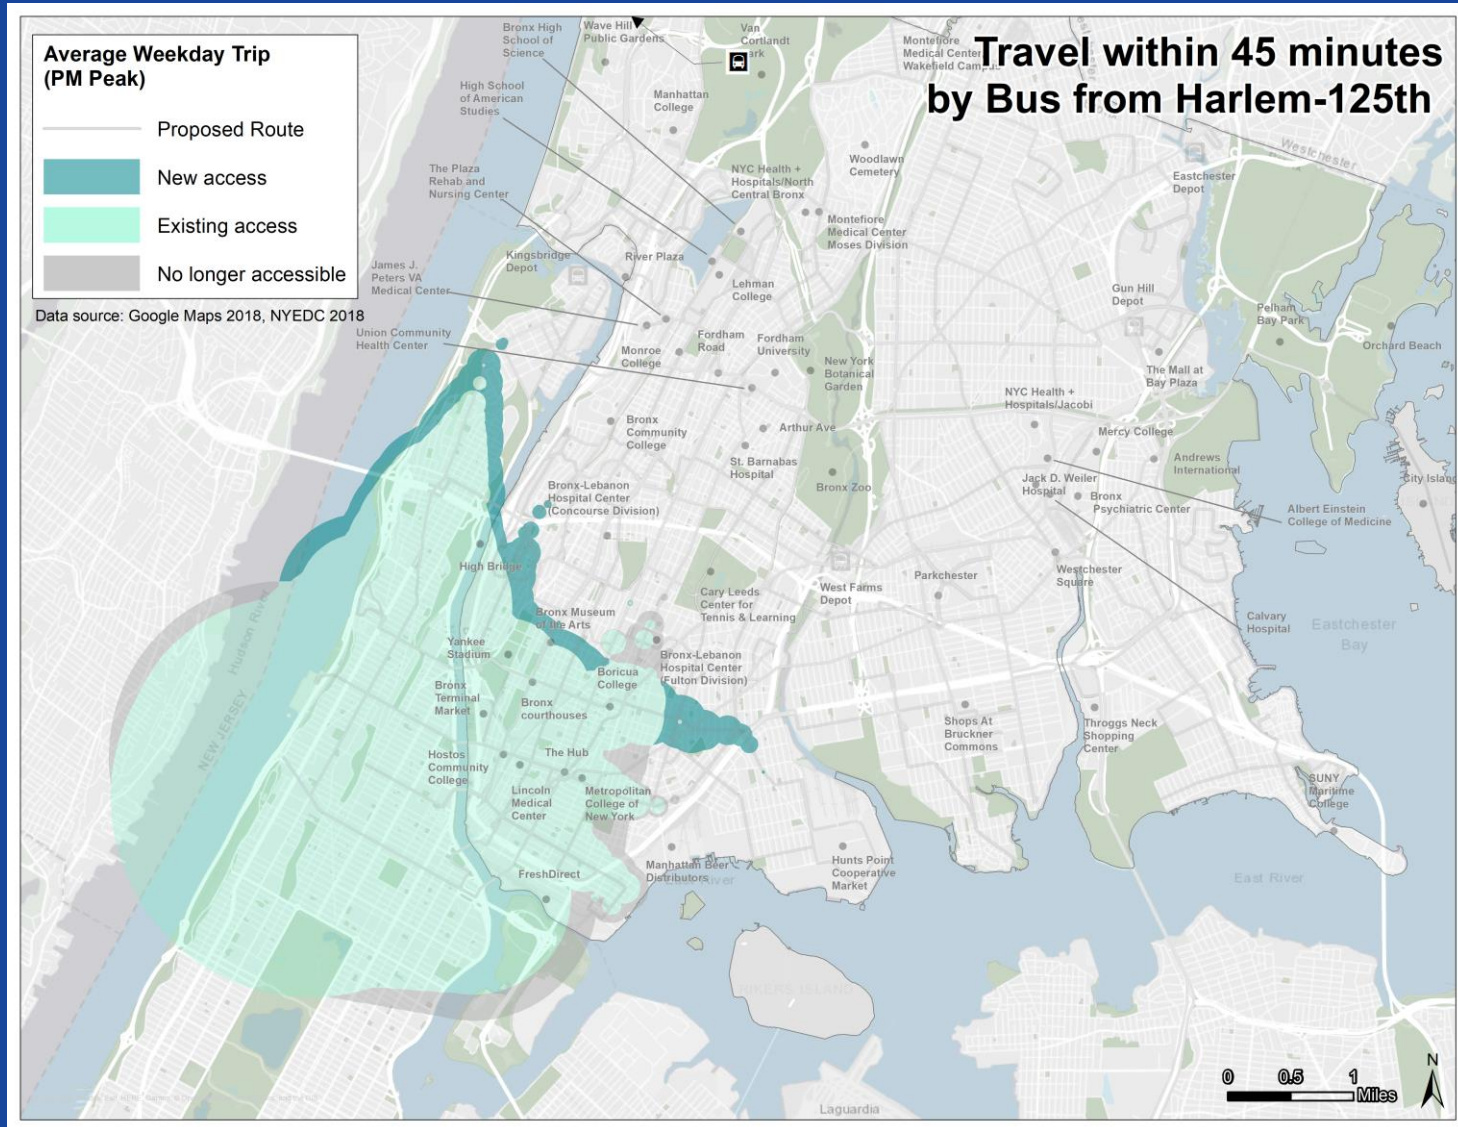 Travel within 45 minutes
by Bus from Harlem-125th
Average Weekday Trip
(PM Peak)
Proposed Route
New access
Existing access
No longer accessible
Data source: Google Maps 2018, NYEDC 2018
Bronx High
School of
Science
Wave Hill
Public Gardens
Van
Cortlandt
Park
Montefiore
Medical Center
Wakefield Campus
High School
of American
Studies
Manhattan
College
Westchester
The Plaza
Rehab and
Nursing Center
NYC Health +
Hospitals/North
Central Bronx
Woodlawn
Cemetery
Eastchester
Depot
Montefiore
Medical Center
Moses Division
James J.
Peters VA
Medical Center
Kingsbridge
Depot
River Plaza
Lehman
College
Gun Hill
Depot
Pelham
Bay Park
Orchard Beach
Union Community
Health Center
Monroe
College
Fordham
Road
Fordham
University
New York
Botanical
Garden
The Mall at
Bay Plaza
NYC Health +
Hospitals/Jacobi
Bronx
Community
College
Arthur Ave
Mercy College
St. Barnabas
Hospital
Bronx Zoo
Andrews
International
City Island
Jack D. Weiler
Hospital
Bronx
Psychiatric Center
Albert Einstein
College of Medicine
Bronx-Lebanon
Hospital Center
(Concourse Division)
High Bridge
Cary Leeds
Center for
Tennis & Learning
West Farms
Depot
Parkchester
Westchester
Square
Calvary
Hospital
Eastchester
Bay
Bronx Museum
of the Arts
Hudson River
NEW JERSEY
Yankee
Stadium
Boricua
College
Bronx-Lebanon
Hospital Center
(Fulton Division)
Bronx
Terminal
Market
Bronx
courthouses
Shops At
Bruckner
Commons
Throggs Neck
Shopping
Center
Hostos
Community
College
The Hub
Lincoln
Medical
Center
Metropolitan
College of
New York
SUNY
Maritime
College
FreshDirect
Manhattan Beer
Distributors
East River
Hunts Point
Cooperative
Market
East River
RIKERS ISLAND
Laguardia
0 0.5 1
Miles
N